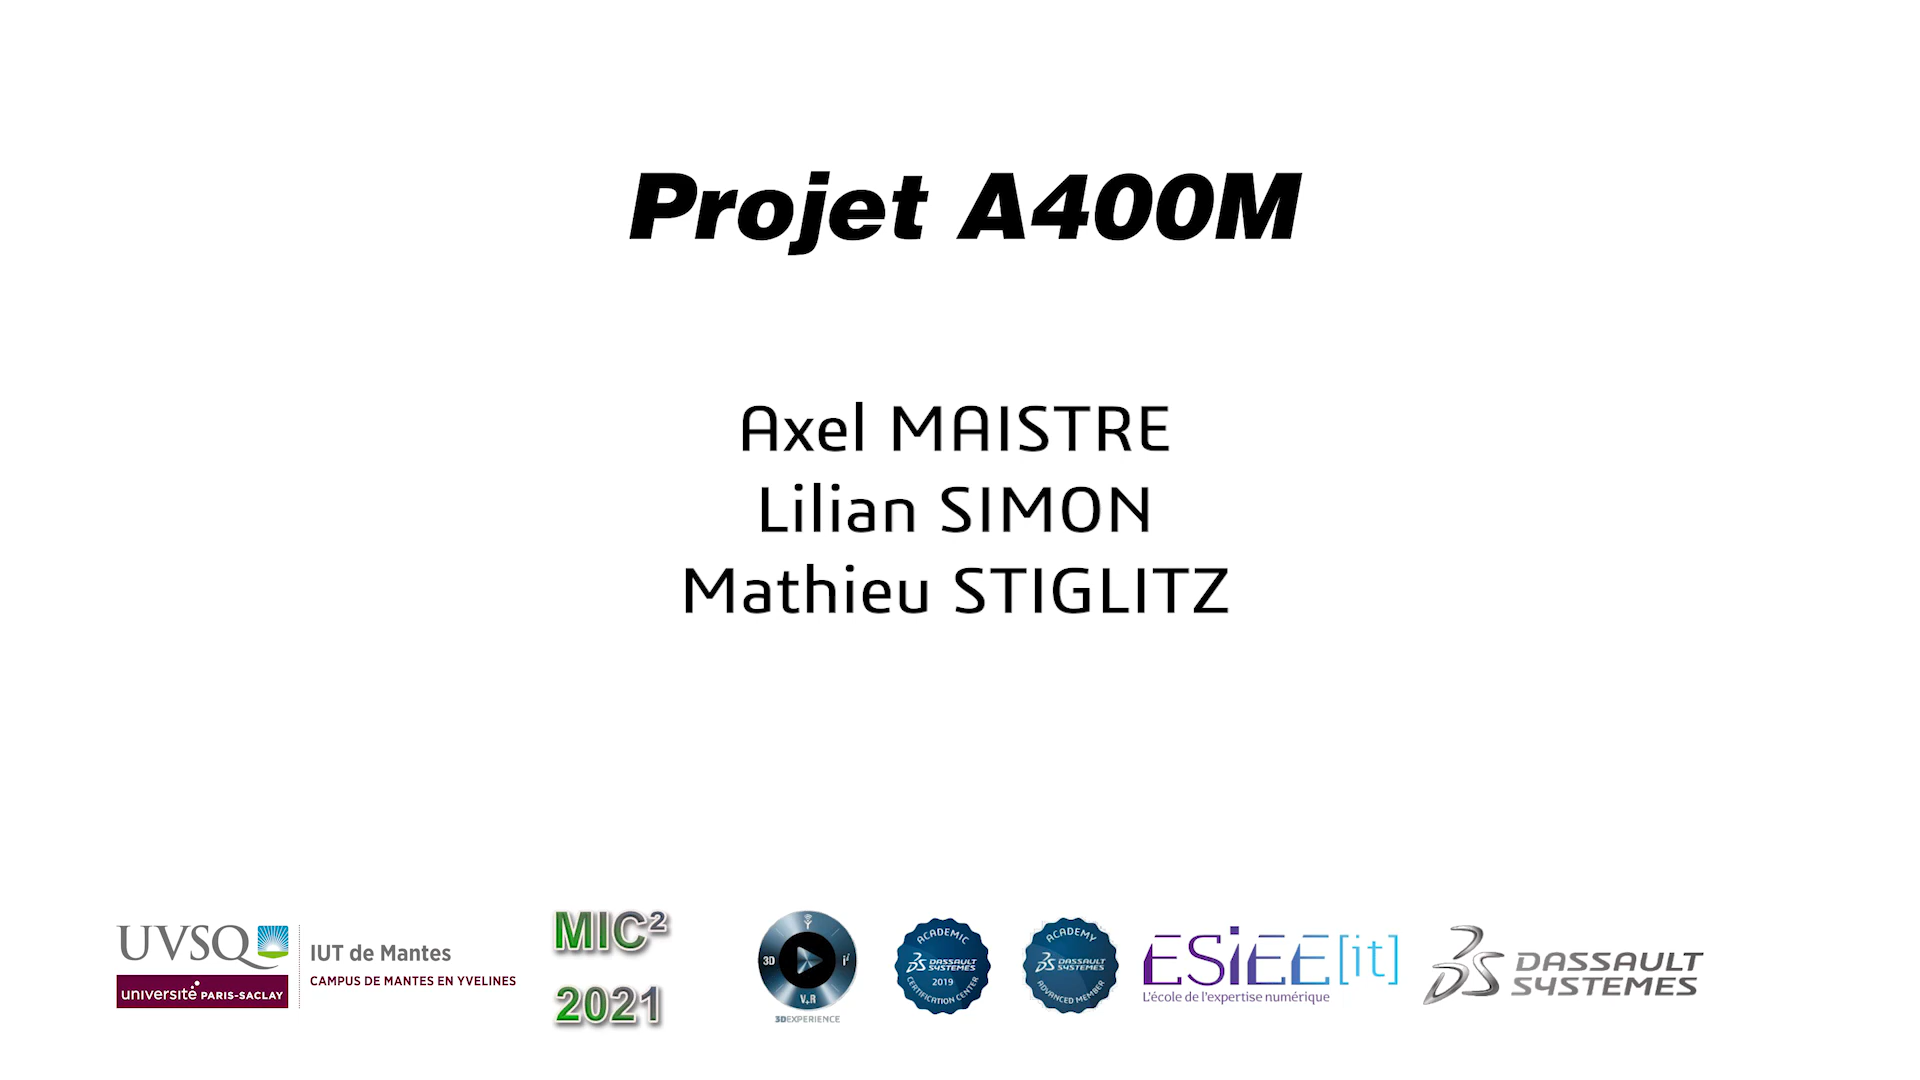 Projet A400M
Axel MAISTRE
Lilian SIMON
Mathieu STIGLITZ
UVSQ
université PARIS-SACLAY
IUT de Mantes
CAMPUS DE MANTES EN YVELINES
MIC²
2021
3D
i²
V.R
3DEXPERIENCE
ACADEMIC
DASSAULT
SYSTEMES
2019
CERTIFICATION CENTER
ACADEMY
DASSAULT
SYSTEMES
ADVANCED MEMBER
ESIEE[it]
L'école de l'expertise numérique
DASSAULT
SYSTEMES